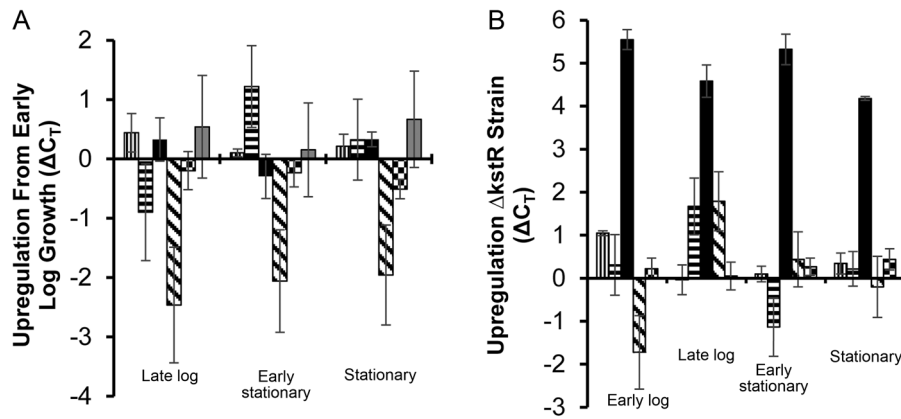 A
Upregulation From Early
Log Growth (ΔCT)
2
1
0
-1
-2
-3
-4
Late log
Early
stationary
Stationary
B
Upregulation ΔkstR Strain
(ΔCT)
6
5
4
3
2
1
0
-1
-2
-3
Early log
Late log
Early
stationary
Stationary